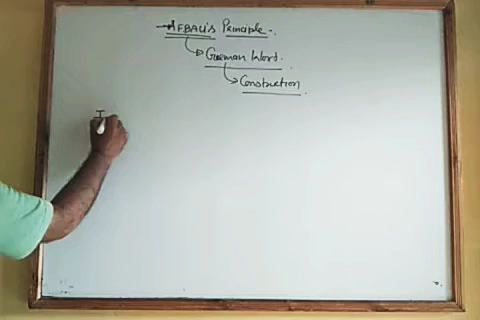 → AFBAU'S Principle -.
German Word.
Construction.
I